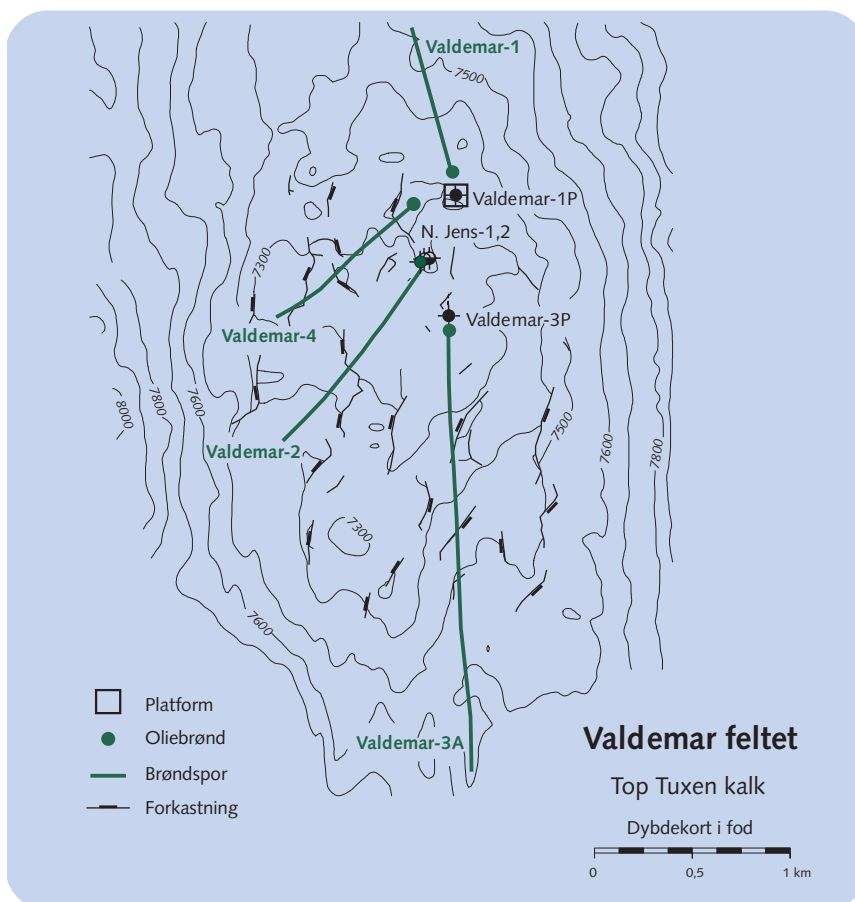 Valdemar-1
7500
Valdemar-1P
N. Jens-1,2
7300
Valdemar-3P
Valdemar-4
8000
7800
7600
7500
7600
7800
Valdemar-2
7300
7600
Valdemar-3A
Platform
Oliebrønd
Brøndspor
Forkastning
Valdemar feltet
Top Tuxen kalk
Dybdekort i fod
0 0,5 1 km